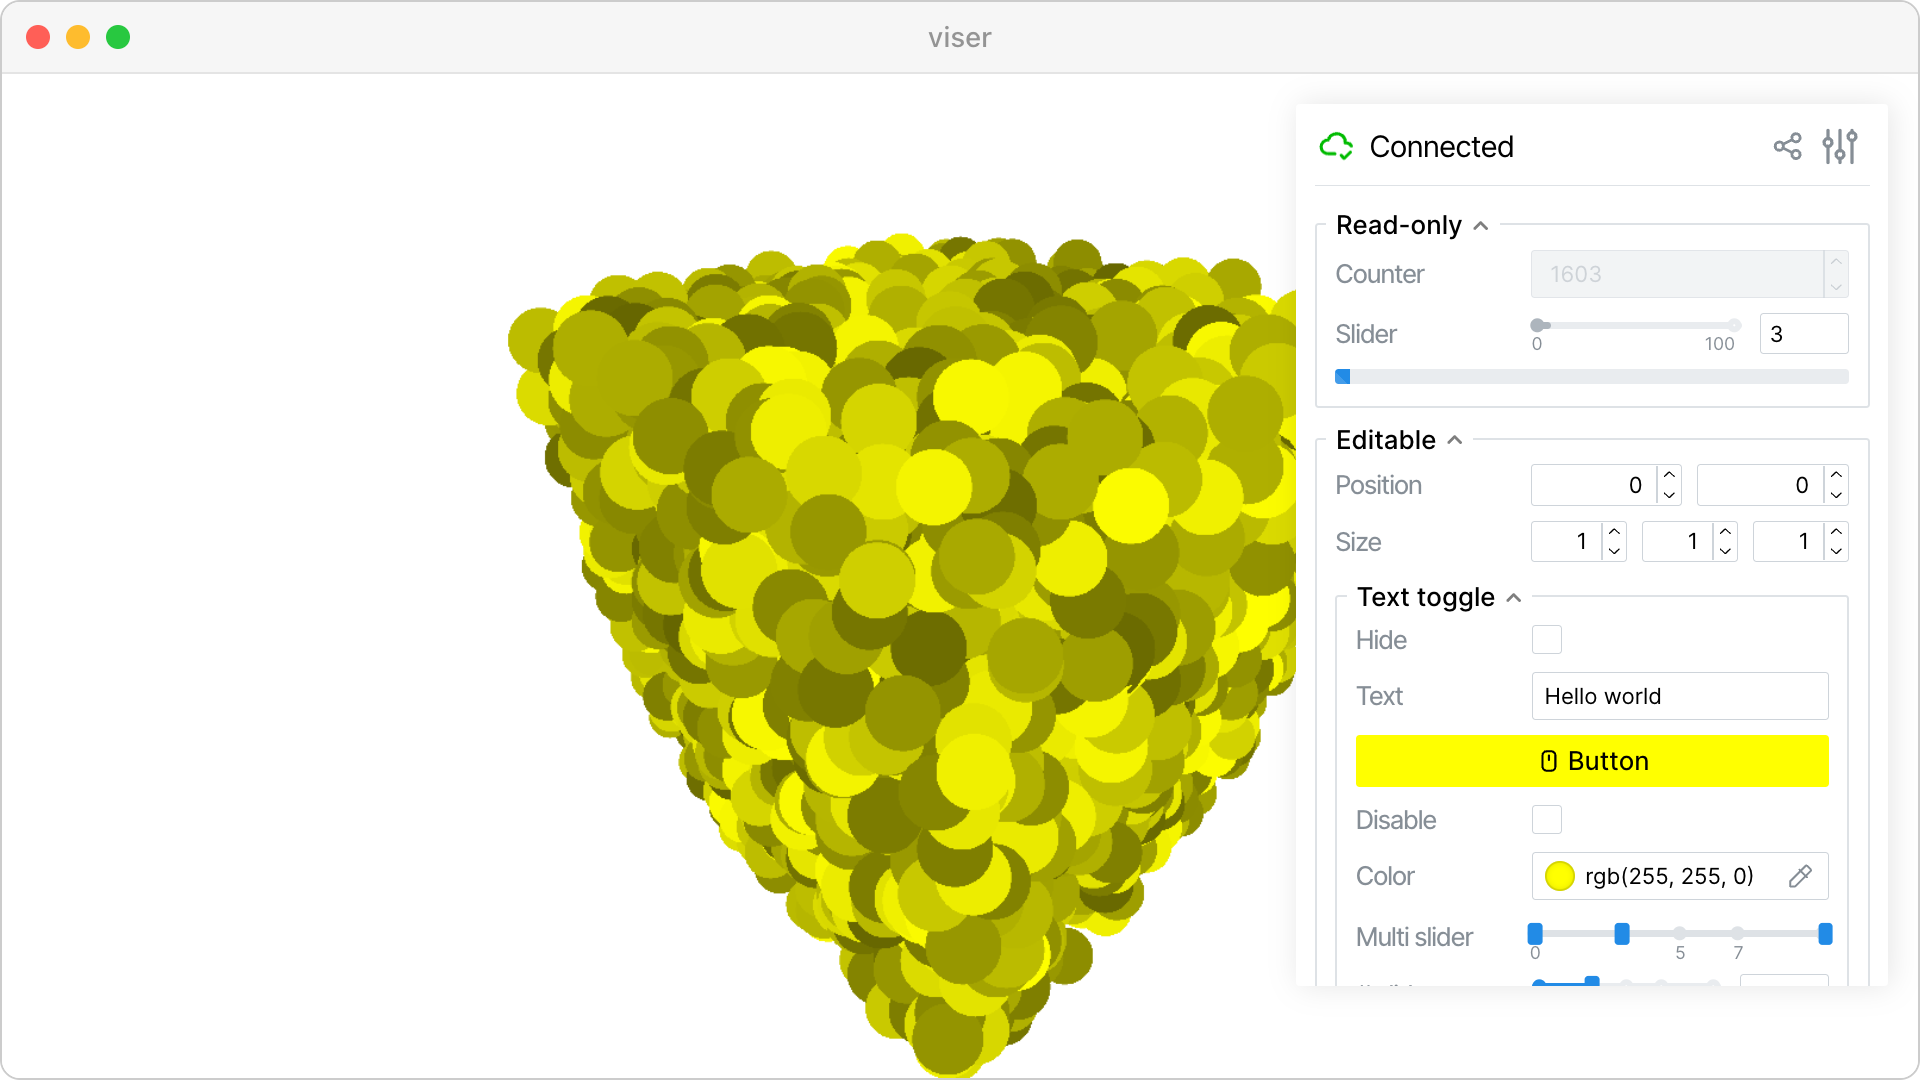 viser
Connected
Read-only
Counter 1603
Slider 0 100 3
Editable
Position 0 0
Size 1 1 1
Text toggle
Hide
Text Hello world
Button
Disable
Color rgb(255, 255, 0)
Multi slider 0 5 7